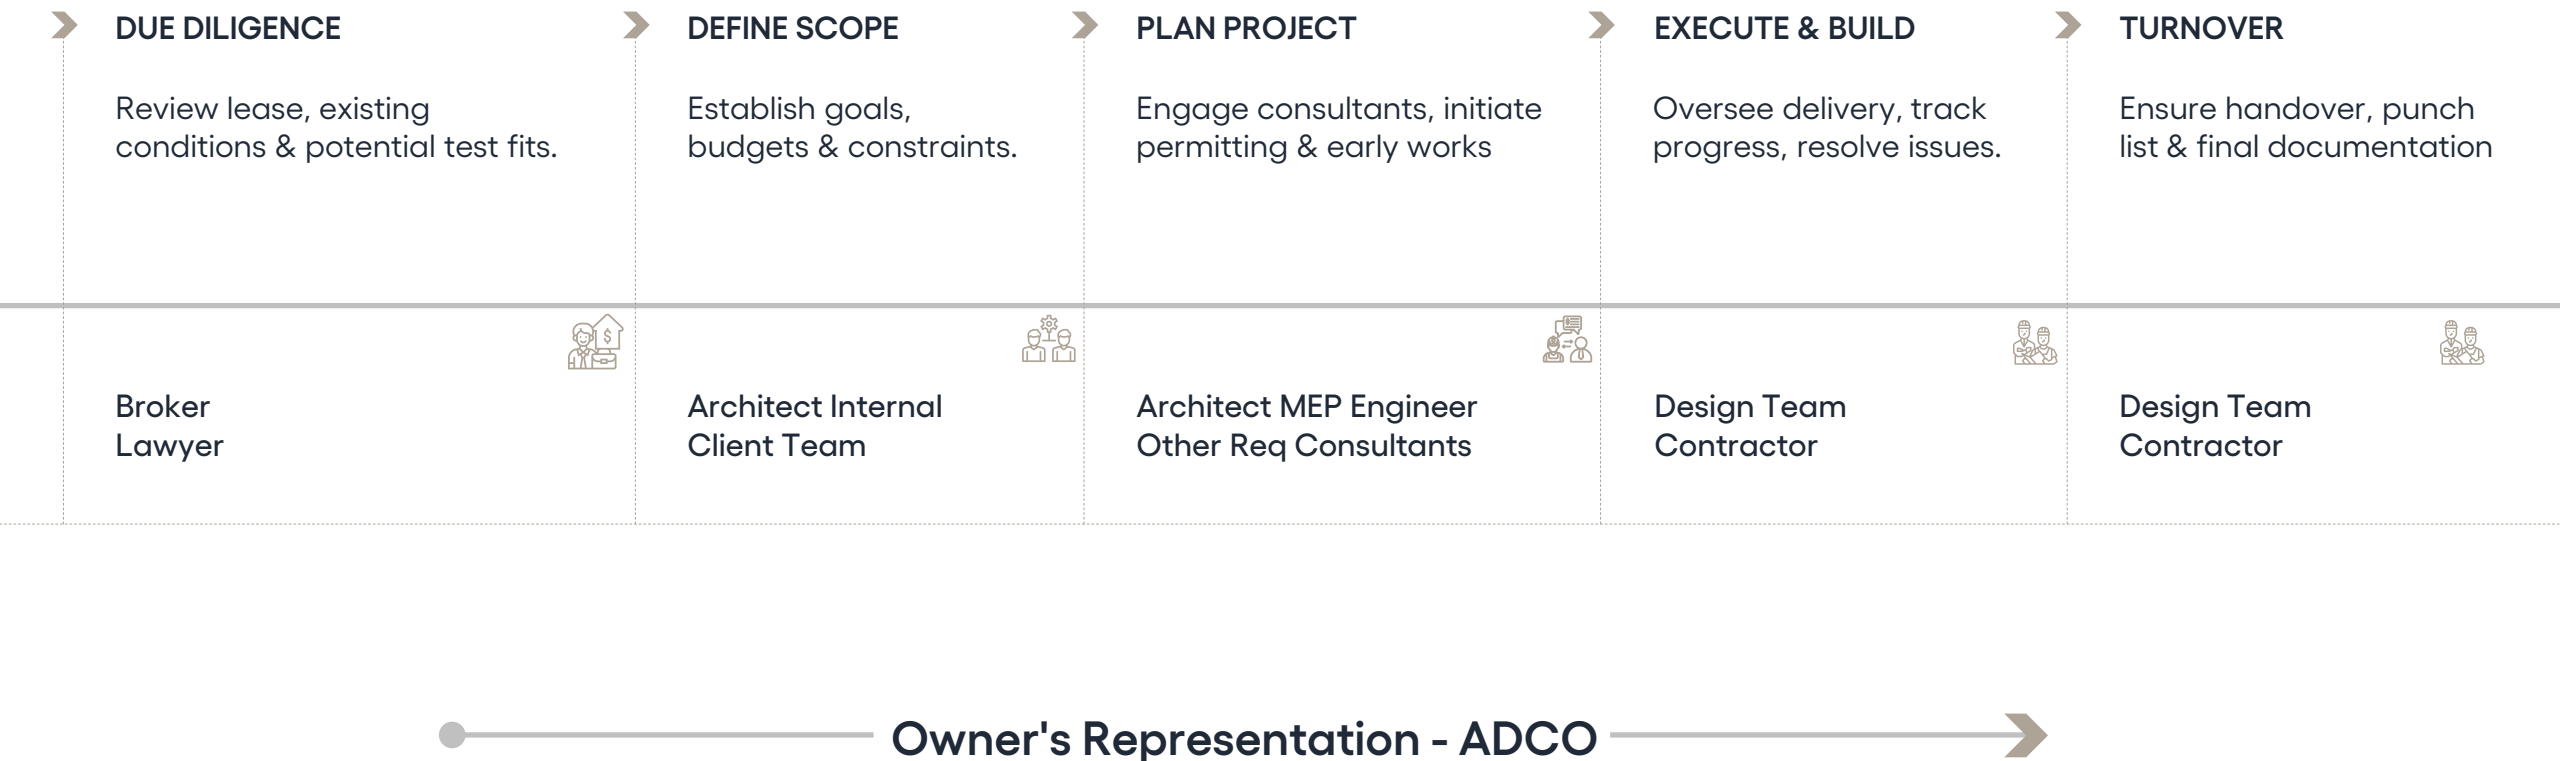 DUE DILIGENCE
Review lease, existing
conditions & potential test fits.
DEFINE SCOPE
Establish goals,
budgets & constraints.
PLAN PROJECT
Engage consultants, initiate
permitting & early works
EXECUTE & BUILD
Oversee delivery, track
progress, resolve issues.
TURNOVER
Ensure handover, punch
list & final documentation
Broker
Lawyer
Architect Internal
Client Team
Architect MEP Engineer
Other Req Consultants
Design Team
Contractor
Design Team
Contractor
Owner's Representation - ADCO